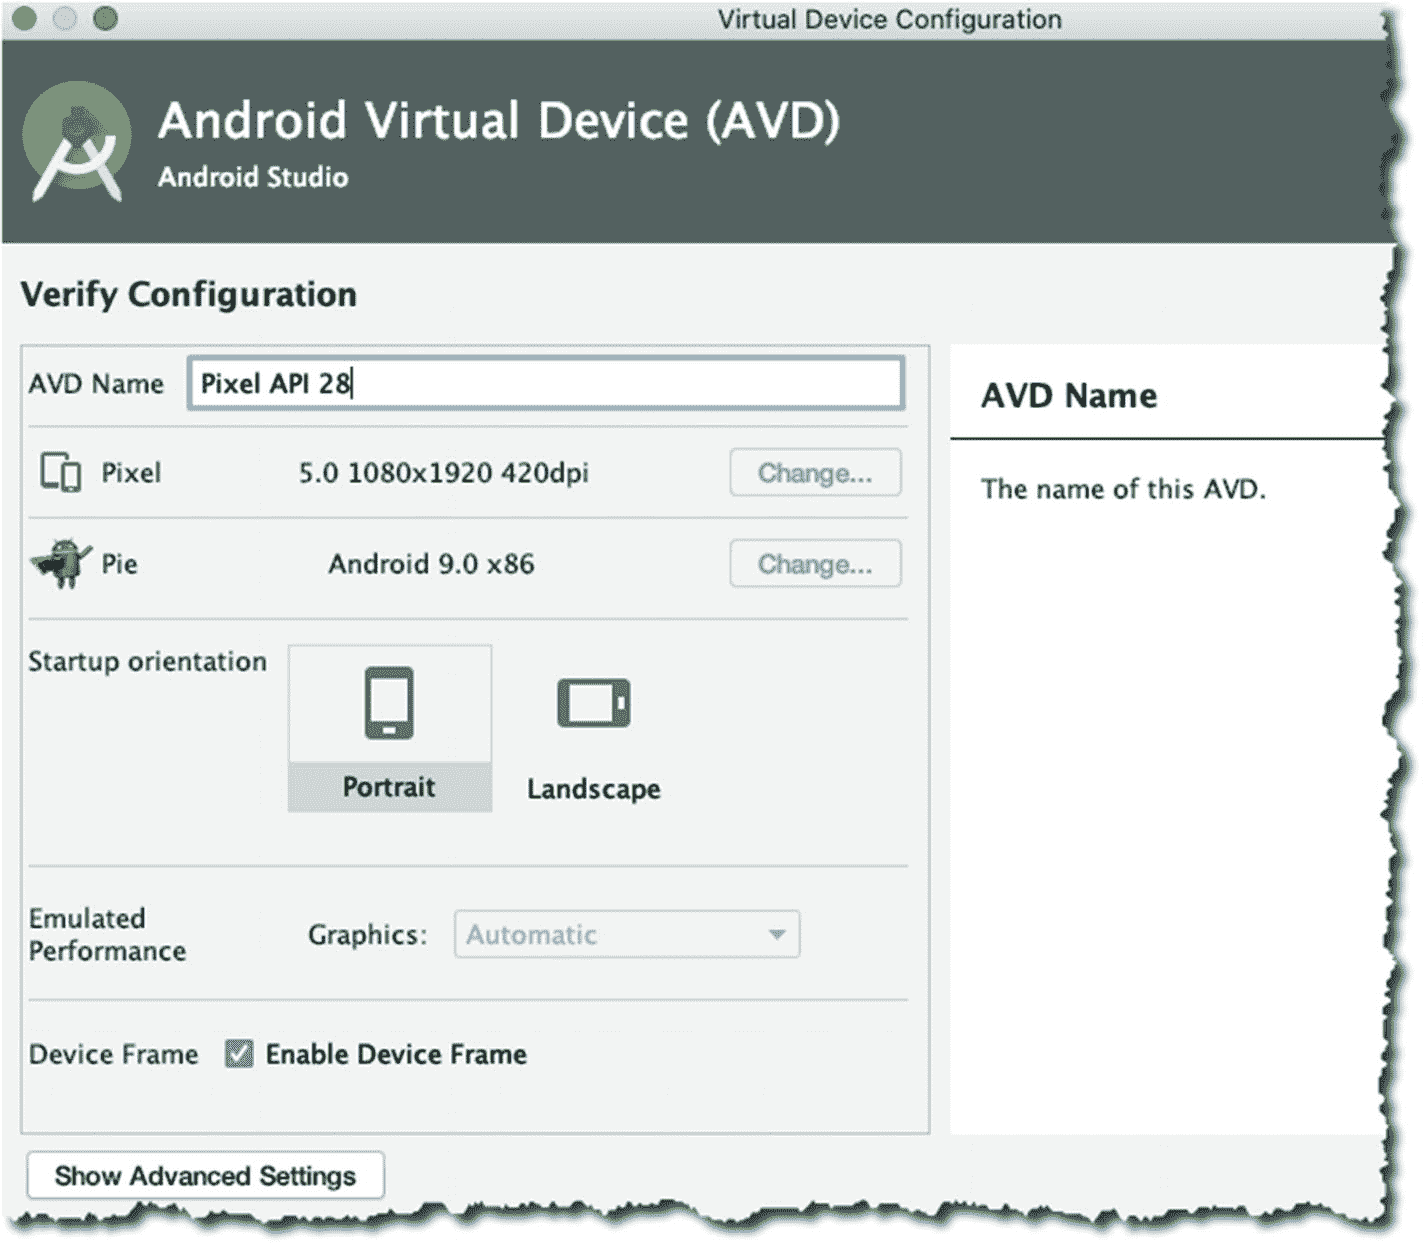 Virtual Device Configuration
Android Virtual Device (AVD)
Android Studio
Verify Configuration
AVD Name Pixel API 28
Pixel 5.0 1080x1920 420dpi Change...
Pie Android 9.0 x86 Change...
Startup orientation
Portrait
Landscape
Emulated
Performance
Graphics: Automatic
Device Frame Enable Device Frame
Show Advanced Settings
AVD Name
The name of this AVD.